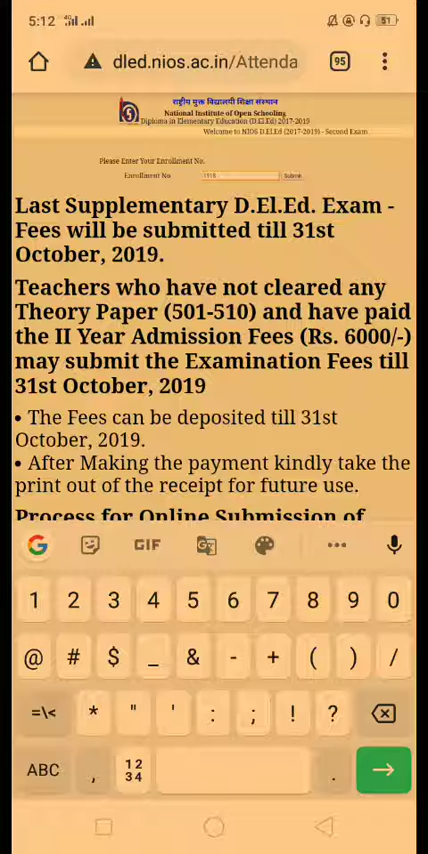 5:12
51
dled.nios.ac.in/Attenda
95
राष्ट्रीय मुक्त विद्यालयी शिक्षा संस्थान
National Institute of Open Schooling
Diploma in Elementary Education (D.El.Ed) 2017-2019
Welcome to NIOS D.El.Ed (2017-2019) - Second Exam
Please Enter Your Enrollment No.
Enrollment No. Submit
Last Supplementary D.El.Ed. Exam -
Fees will be submitted till 31st
October, 2019.
Teachers who have not cleared any
Theory Paper (501-510) and have paid
the II Year Admission Fees (Rs. 6000/-)
may submit the Examination Fees till
31st October, 2019
• The Fees can be deposited till 31st
October, 2019.
• After Making the payment kindly take the
print out of the receipt for future use.
Process for Online Submission of
G GIF
1 2 3 4 5 6 7 8 9 0
@ # $ _ & - + ( ) /
=\< * " ' : ; ! ?
ABC , 12 .
34